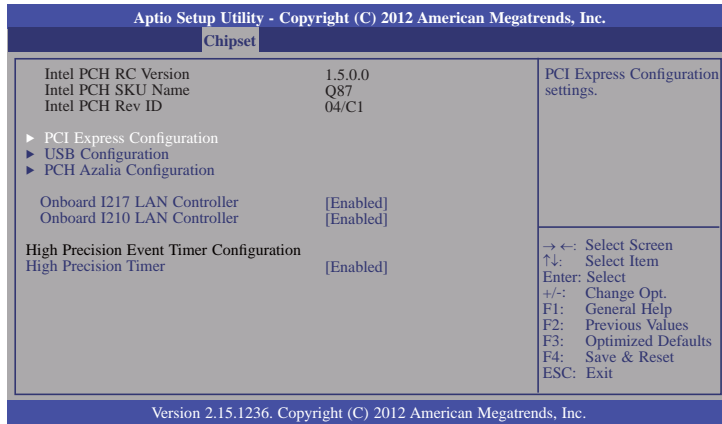 Aptio Setup Utility - Copyright (C) 2012 American Megatrends, Inc.
Chipset
Intel PCH RC Version 1.5.0.0
Intel PCH SKU Name Q87
Intel PCH Rev ID 04/C1
► PCI Express Configuration
► USB Configuration
► PCH Azalia Configuration
Onboard I217 LAN Controller [Enabled]
Onboard I210 LAN Controller [Enabled]
High Precision Event Timer Configuration
High Precision Timer [Enabled]
PCI Express Configuration
settings.
→ ←: Select Screen
↑↓: Select Item
Enter: Select
+/-: Change Opt.
F1: General Help
F2: Previous Values
F3: Optimized Defaults
F4: Save & Reset
ESC: Exit
Version 2.15.1236. Copyright (C) 2012 American Megatrends, Inc.